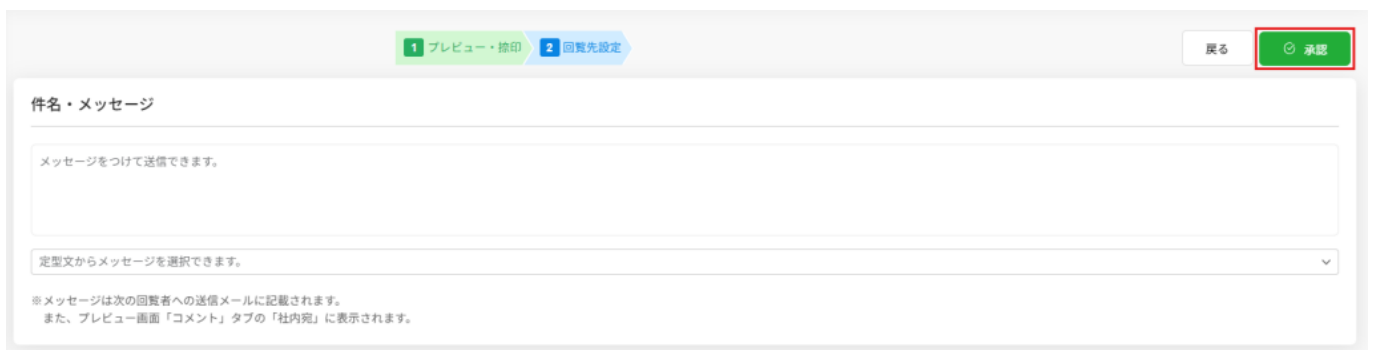 1 プレビュー・捺印 2 回覧先設定 戻る 承認
件名・メッセージ
メッセージをつけて送信できます。
定型文からメッセージを選択できます。
※メッセージは次の回覧者への送信メールに記載されます。
また、プレビュー画面「コメント」タブの「社内宛」に表示されます。